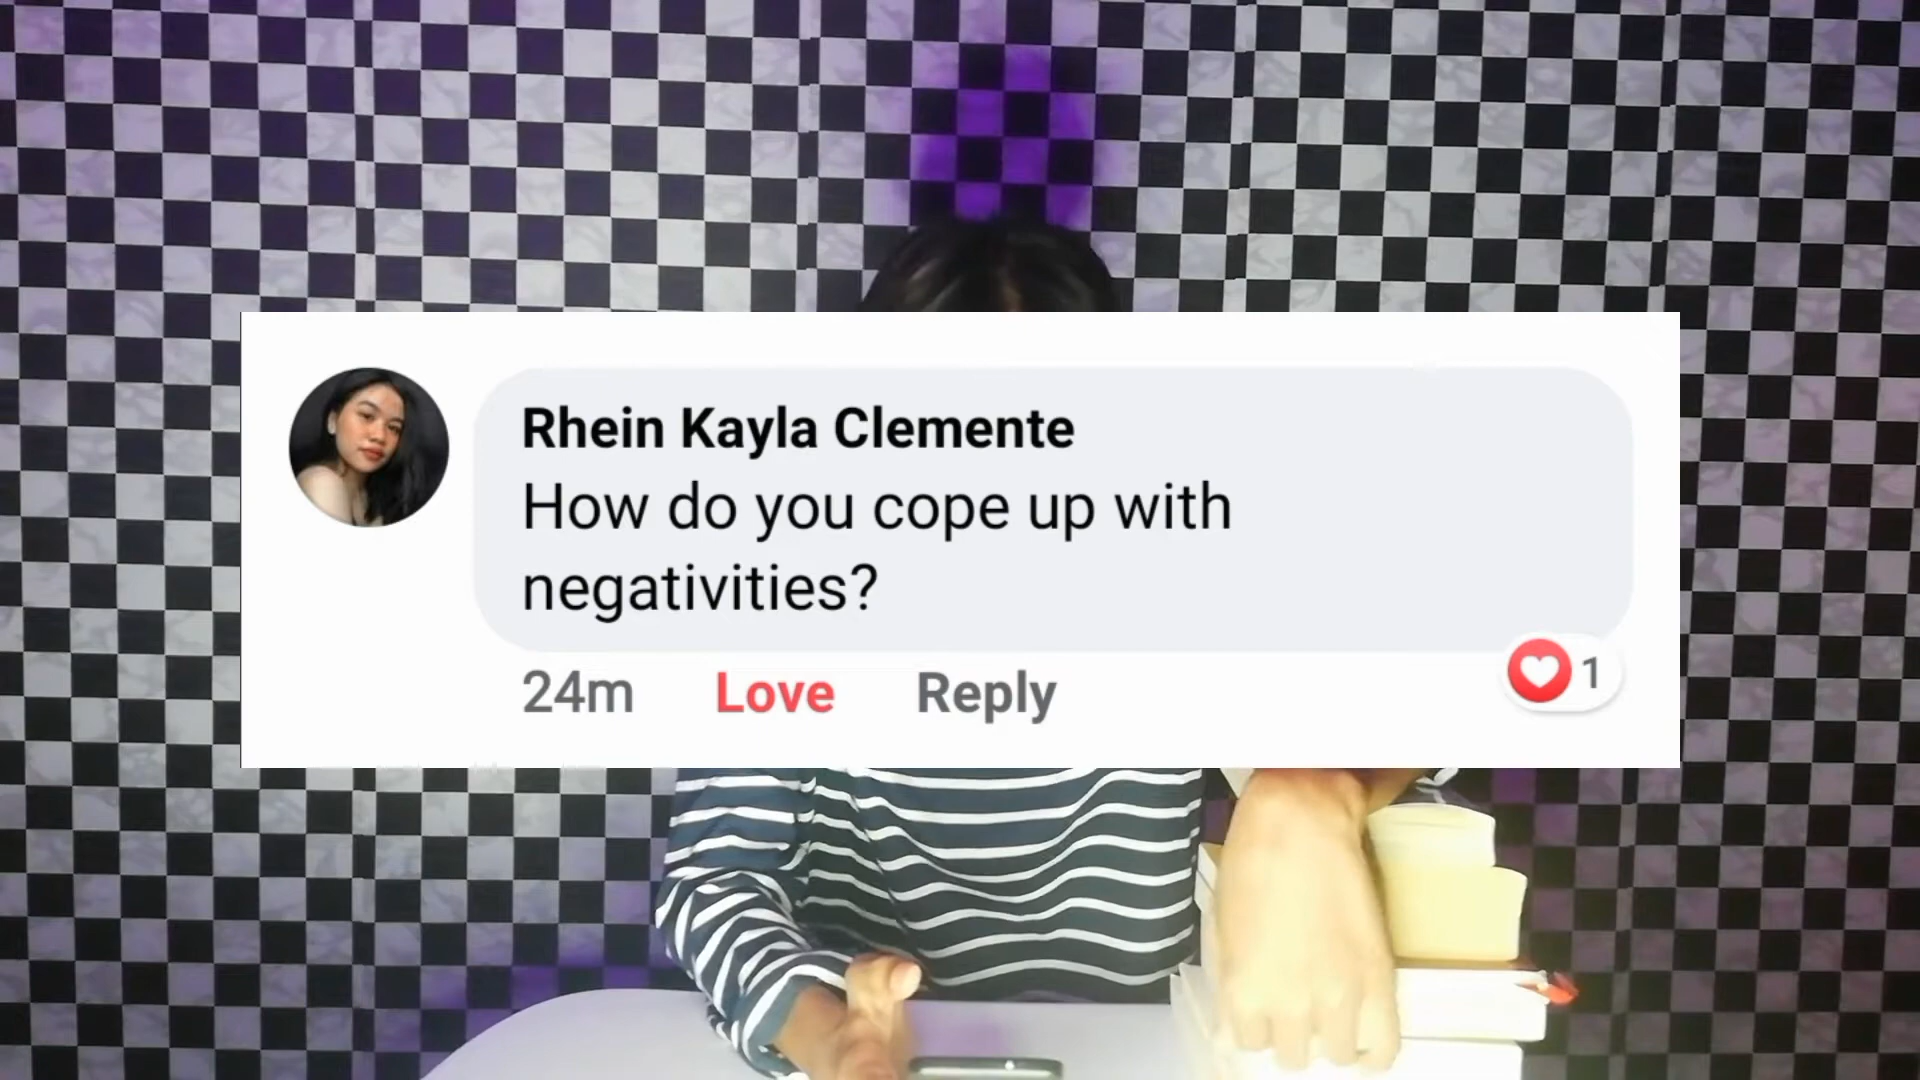 Rhein Kayla Clemente
How do you cope up with
negativities?
24m Love Reply
1